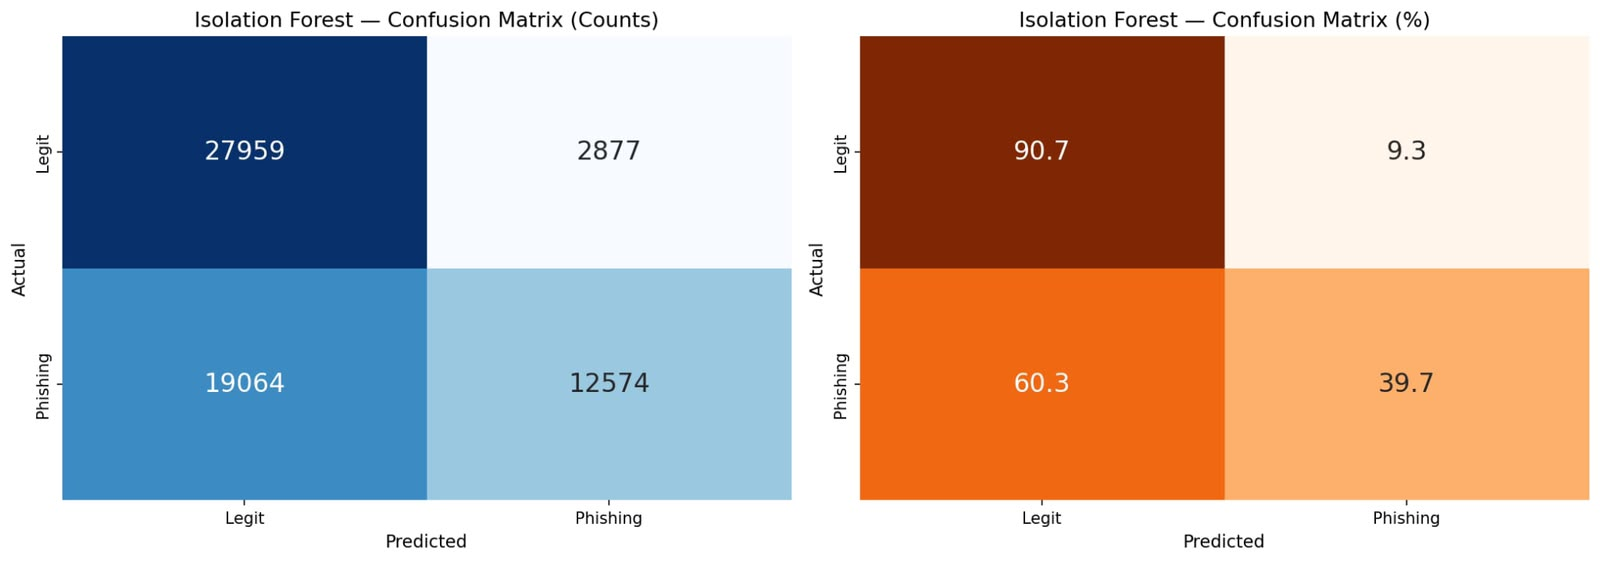 Isolation Forest — Confusion Matrix (Counts)
Actual
Legit
Phishing
27959
2877
19064
12574
Legit
Phishing
Predicted
Isolation Forest — Confusion Matrix (%)
Actual
Legit
Phishing
90.7
9.3
60.3
39.7
Legit
Phishing
Predicted